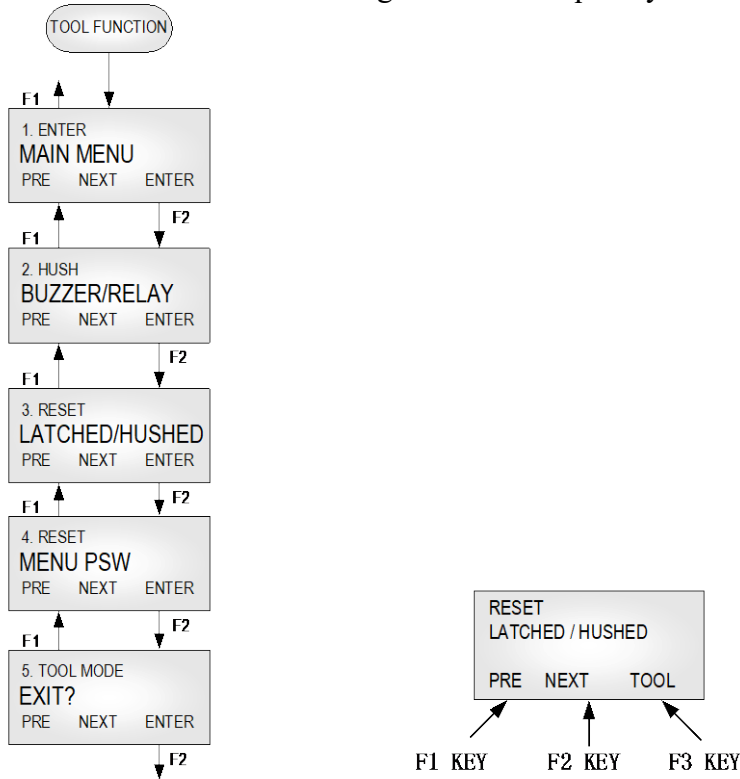 TOOL FUNCTION
F1
1. ENTER
MAIN MENU
PRE NEXT ENTER
F2
F1
2. HUSH
BUZZER/RELAY
PRE NEXT ENTER
F2
F1
3. RESET
LATCHED/HUSHED
PRE NEXT ENTER
F2
F1
4. RESET
MENU PSW
PRE NEXT ENTER
F2
F1
5. TOOL MODE
EXIT?
PRE NEXT ENTER
F2
RESET
LATCHED / HUSHED
PRE NEXT TOOL
F1 KEY F2 KEY F3 KEY